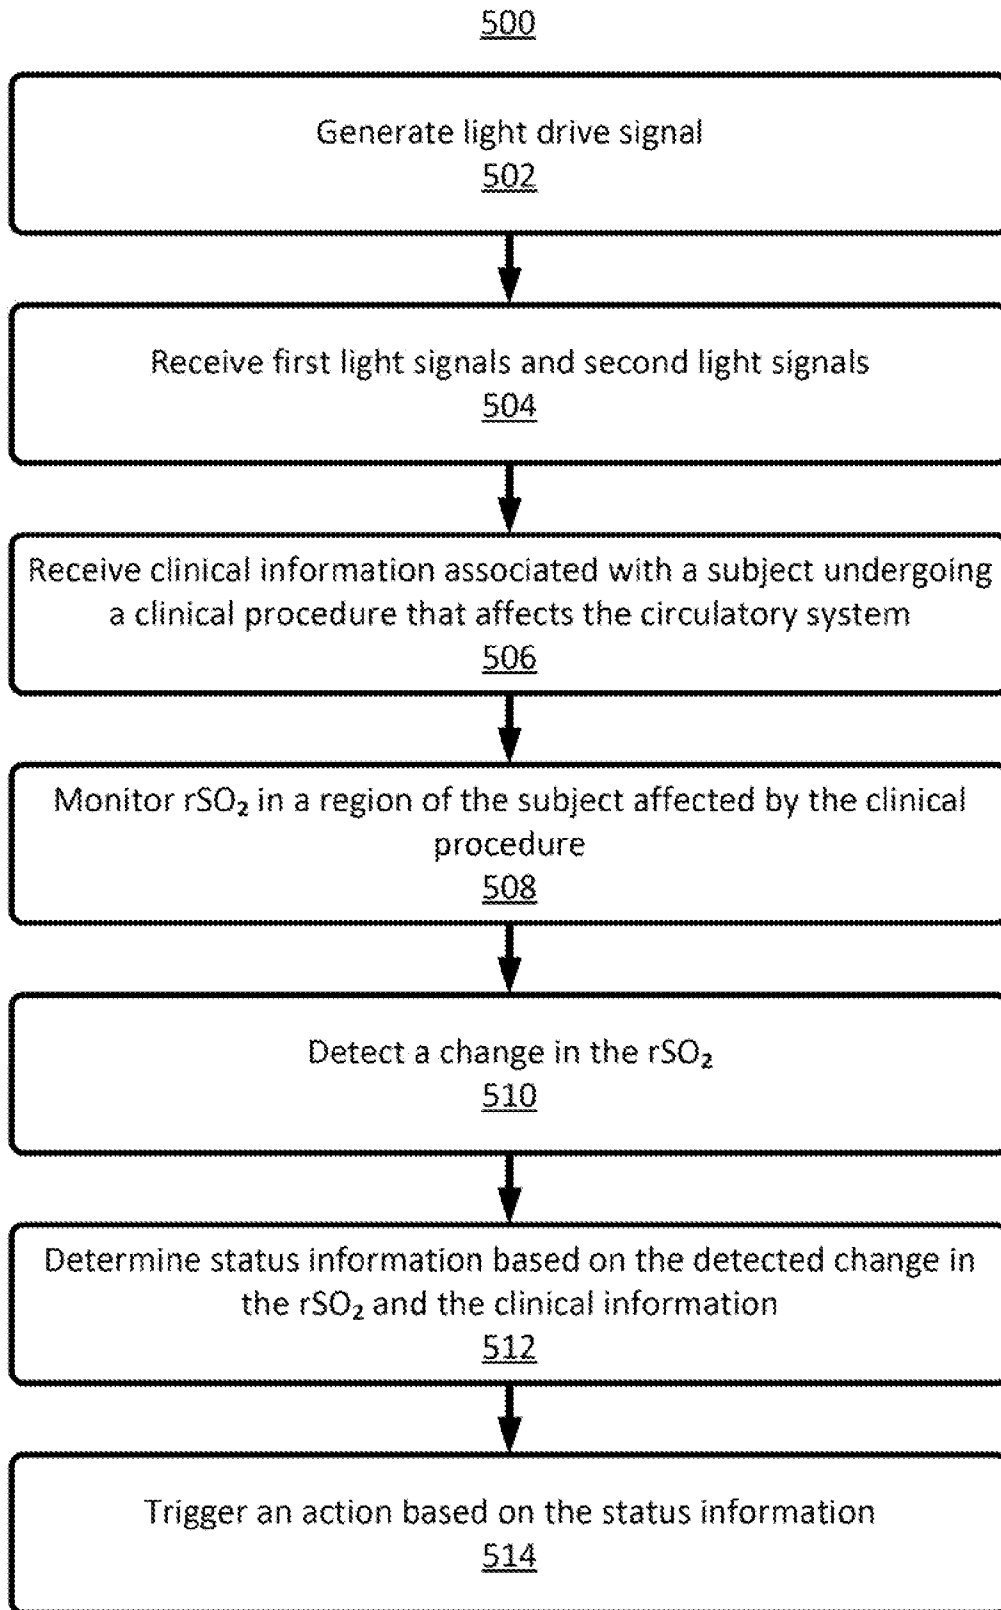 500
Generate light drive signal
502
Receive first light signals and second light signals
504
Receive clinical information associated with a subject undergoing
a clinical procedure that affects the circulatory system
506
Monitor rSO₂ in a region of the subject affected by the clinical
procedure
508
Detect a change in the rSO₂
510
Determine status information based on the detected change in
the rSO₂ and the clinical information
512
Trigger an action based on the status information
514